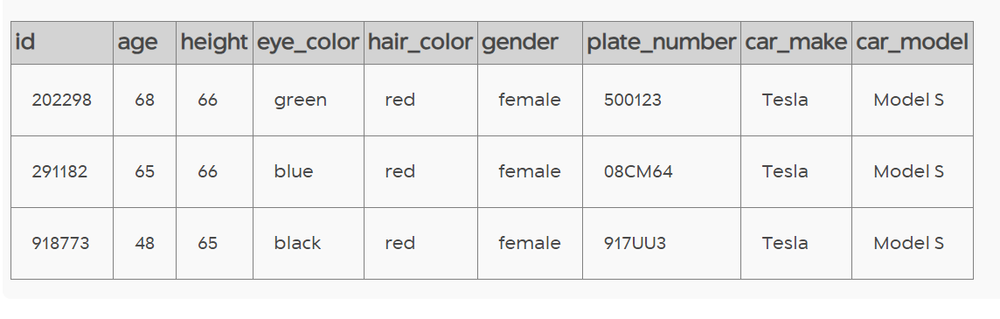 id age height eye_color hair_color gender plate_number car_make car_model
202298 68 66 green red female 500123 Tesla Model S
291182 65 66 blue red female 08CM64 Tesla Model S
918773 48 65 black red female 917UU3 Tesla Model S